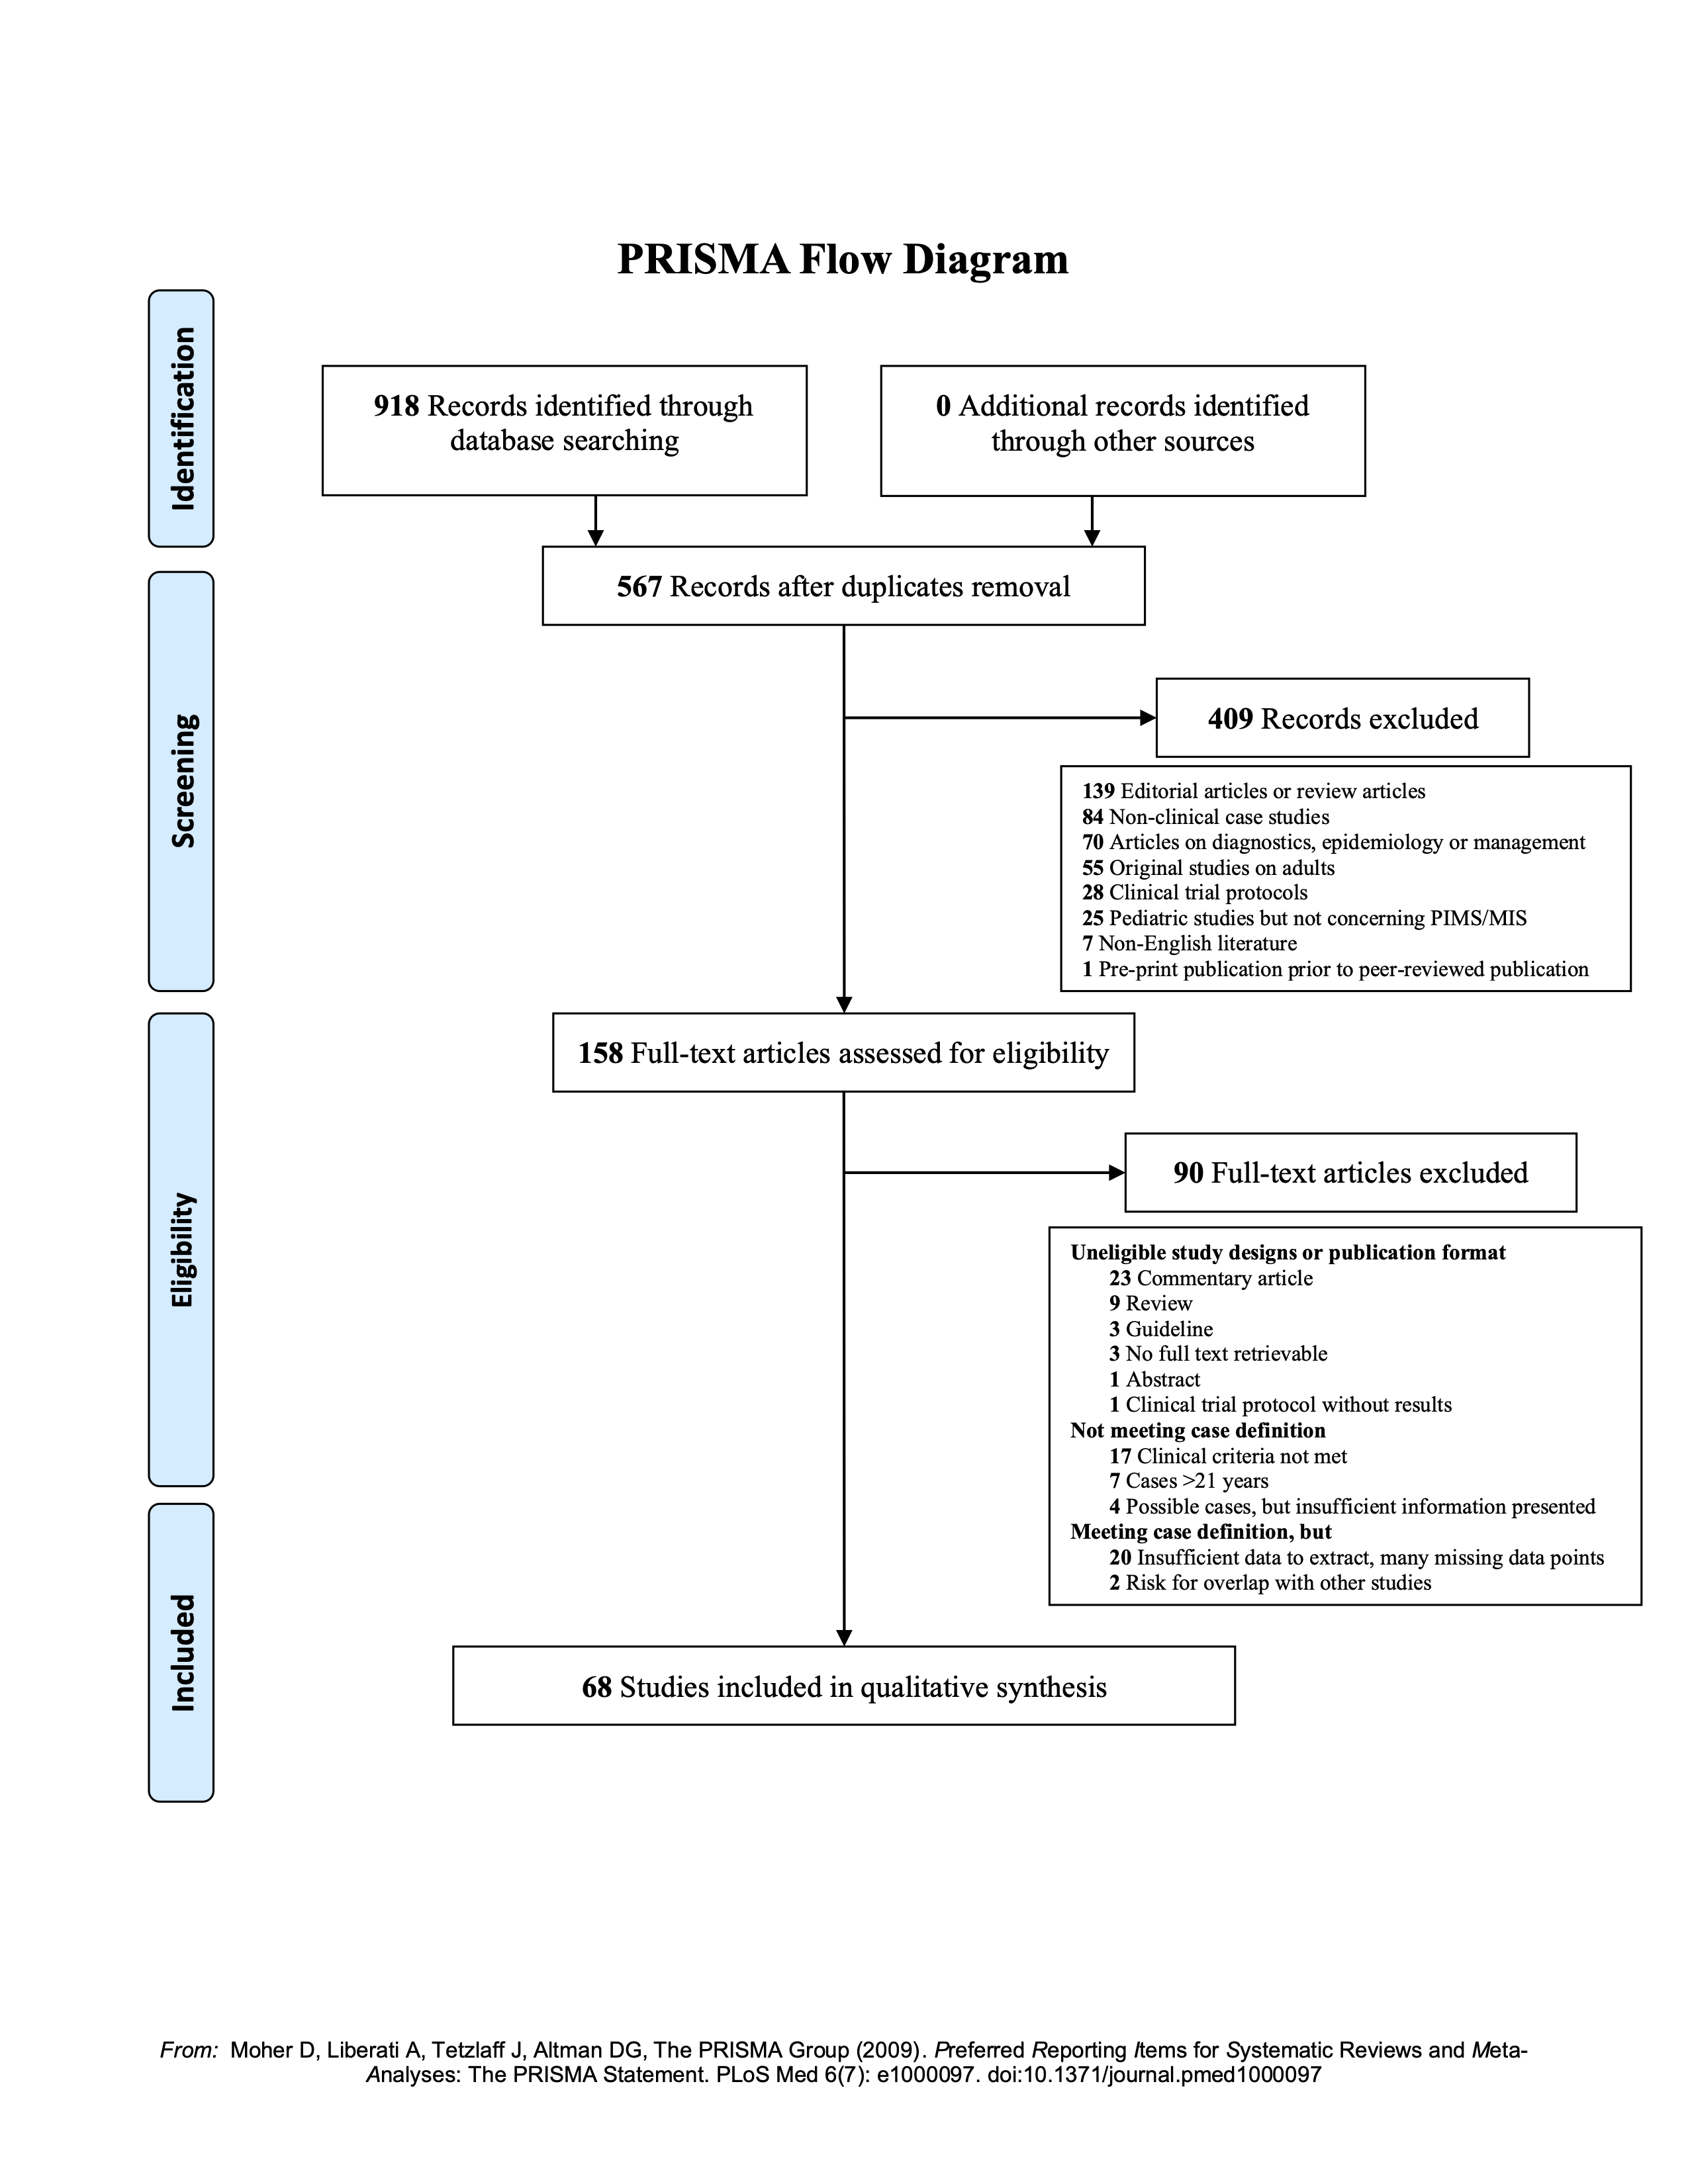 PRISMA Flow Diagram
Identification
918 Records identified through
database searching
0 Additional records identified
through other sources
567 Records after duplicates removal
Screening
409 Records excluded
139 Editorial articles or review articles
84 Non-clinical case studies
70 Articles on diagnostics, epidemiology or management
55 Original studies on adults
28 Clinical trial protocols
25 Pediatric studies but not concerning PIMS/MIS
7 Non-English literature
1 Pre-print publication prior to peer-reviewed publication
158 Full-text articles assessed for eligibility
Eligibility
90 Full-text articles excluded
Uneligible study designs or publication format
23 Commentary article
9 Review
3 Guideline
3 No full text retrievable
1 Abstract
1 Clinical trial protocol without results
Not meeting case definition
17 Clinical criteria not met
7 Cases >21 years
4 Possible cases, but insufficient information presented
Meeting case definition, but
20 Insufficient data to extract, many missing data points
2 Risk for overlap with other studies
Included
68 Studies included in qualitative synthesis
From: Moher D, Liberati A, Tetzlaff J, Altman DG, The PRISMA Group (2009). Preferred Reporting Items for Systematic Reviews and Meta-
Analyses: The PRISMA Statement. PLoS Med 6(7): e1000097. doi:10.1371/journal.pmed1000097